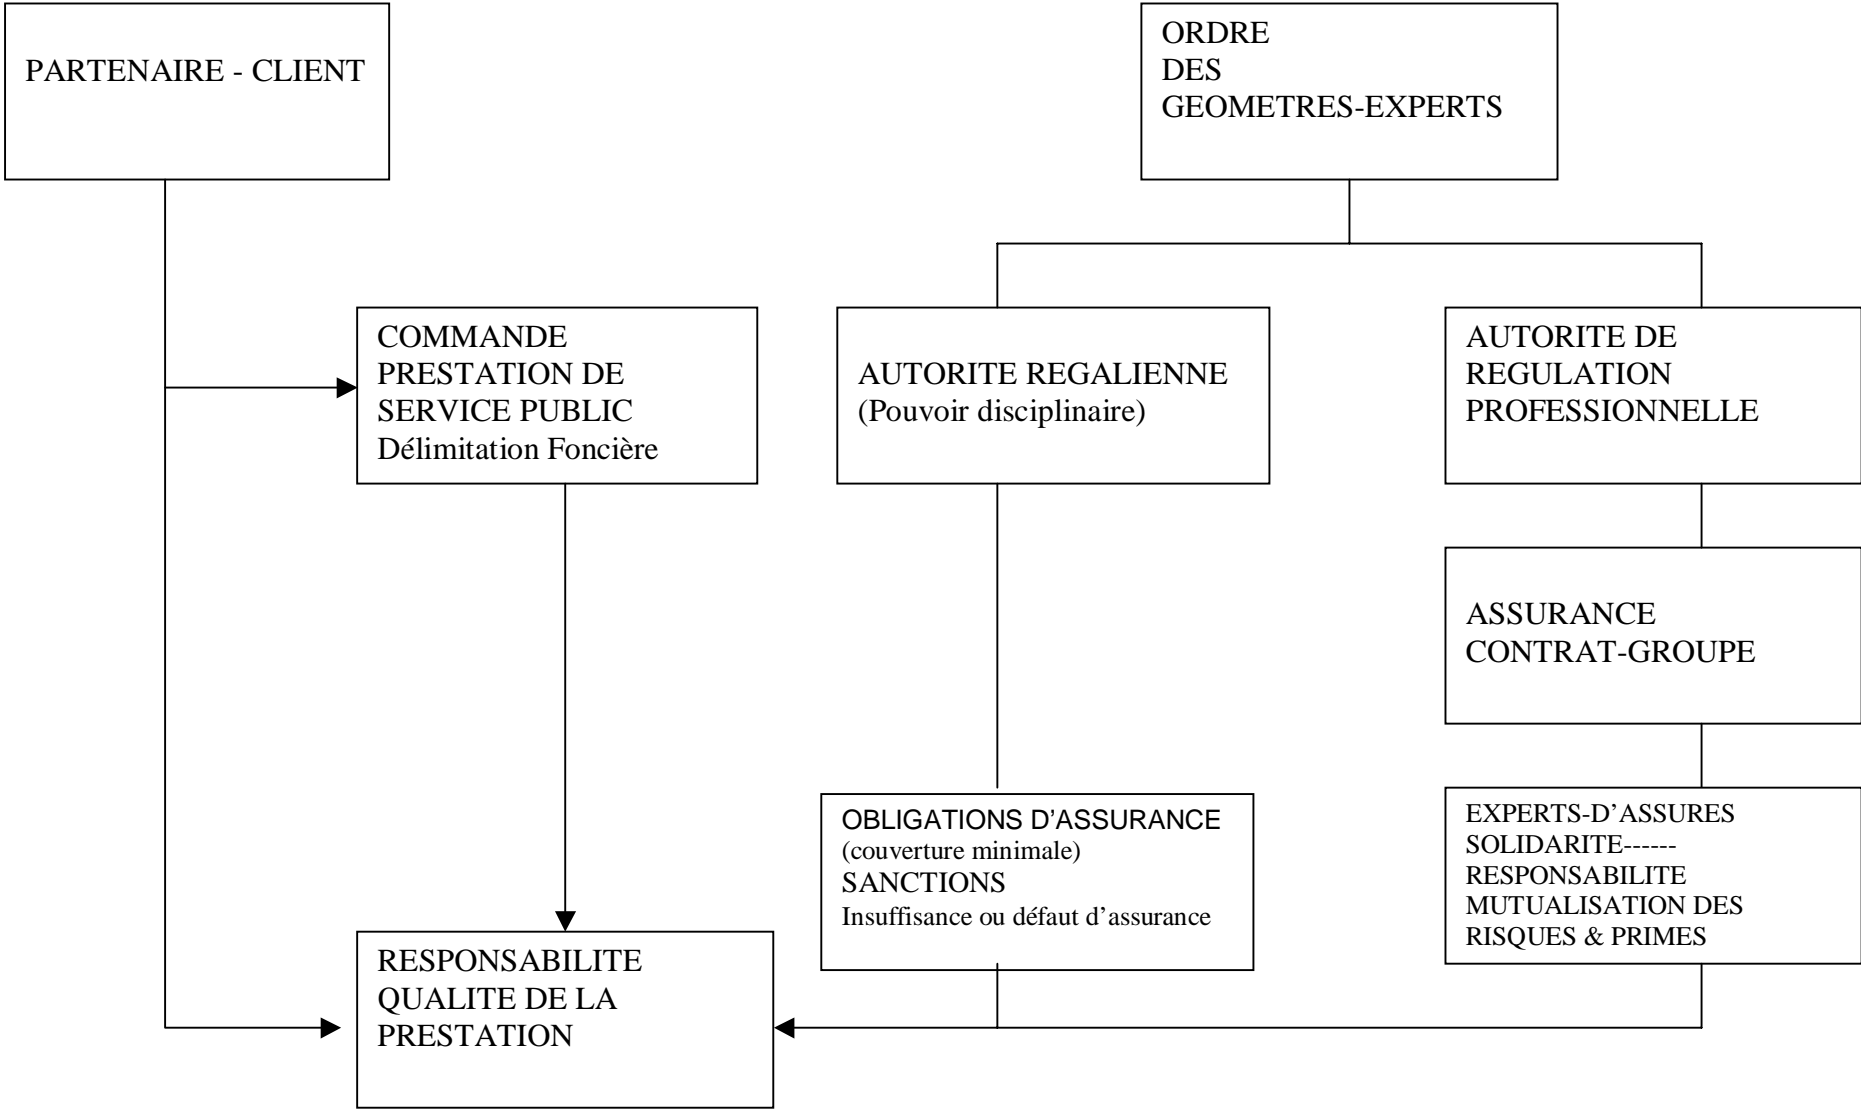 PARTENAIRE - CLIENT
ORDRE
DES
GEOMETRES-EXPERTS
COMMANDE
PRESTATION DE
SERVICE PUBLIC
Délimitation Foncière
AUTORITE REGALIENNE
(Pouvoir disciplinaire)
AUTORITE DE
REGULATION
PROFESSIONNELLE
ASSURANCE
CONTRAT-GROUPE
OBLIGATIONS D'ASSURANCE
(couverture minimale)
SANCTIONS
Insuffisance ou défaut d’assurance
EXPERTS-D’ASSURES
SOLIDARITE------
RESPONSABILITE
MUTUALISATION DES
RISQUES & PRIMES
RESPONSABILITE
QUALITE DE LA
PRESTATION